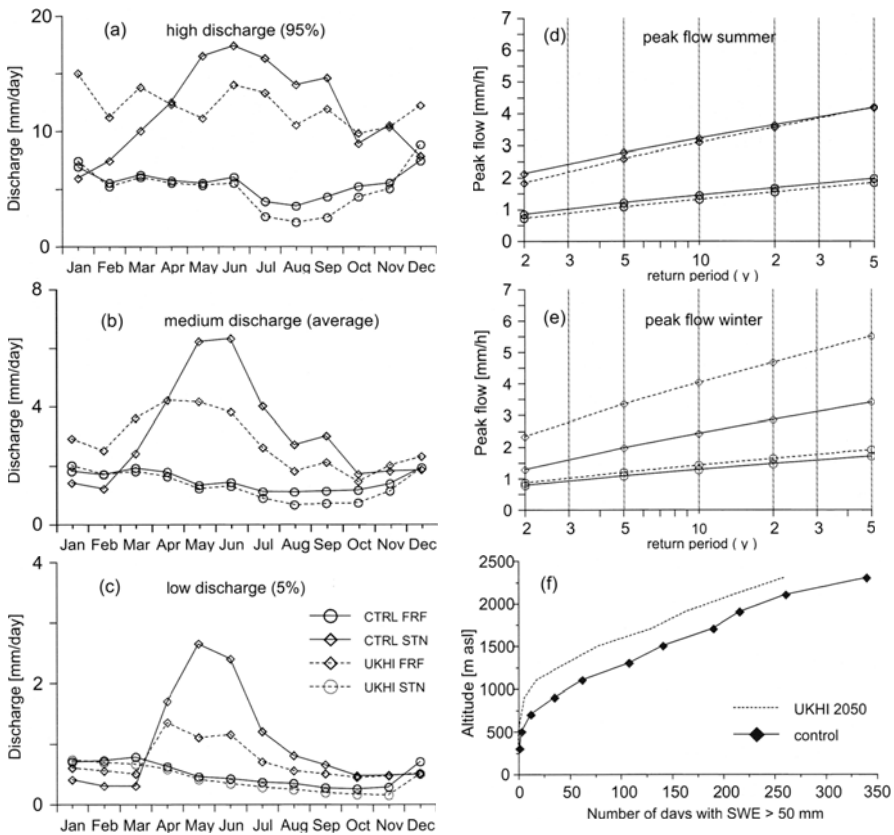 (a) high discharge (95%)
Discharge [mm/day]
20
10
0
Jan Feb Mar Apr May Jun Jul Aug Sep Oct Nov Dec
(b) medium discharge (average)
Discharge [mm/day]
8
4
0
Jan Feb Mar Apr May Jun Jul Aug Sep Oct Nov Dec
(c) low discharge (5%)
Discharge [mm/day]
4
2
0
CTRL FRF
CTRL STN
UKHI FRF
UKHI STN
Jan Feb Mar Apr May Jun Jul Aug Sep Oct Nov Dec
(d) peak flow summer
Peak flow [mm/h]
7
6
5
4
3
2
1
0
2 3 5 10 2 3 5
return period ( y )
(e) peak flow winter
Peak flow [mm/h]
7
6
5
4
3
2
1
0
2 3 5 10 2 3 5
return period ( y )
(f)
Altitude [m asl]
2500
2000
1500
1000
500
0
UKHI 2050
control
0 50 100 150 200 250 300 350
Number of days with SWE > 50 mm